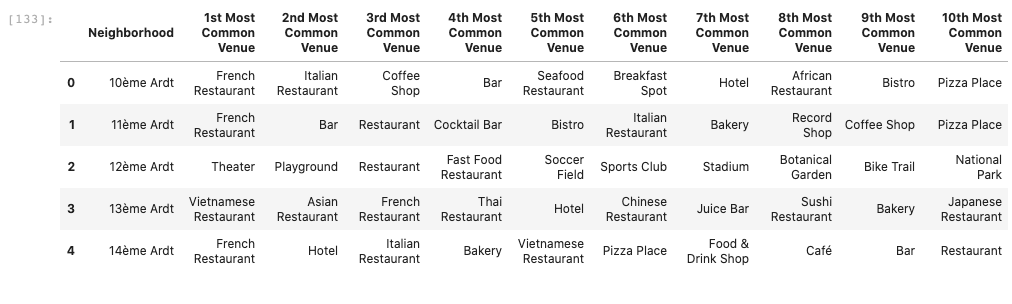 [133]:
Neighborhood 1st Most Common Venue 2nd Most Common Venue 3rd Most Common Venue 4th Most Common Venue 5th Most Common Venue 6th Most Common Venue 7th Most Common Venue 8th Most Common Venue 9th Most Common Venue 10th Most Common Venue
0 10ème Ardt French Restaurant Italian Restaurant Coffee Shop Bar Seafood Restaurant Breakfast Spot Hotel African Restaurant Bistro Pizza Place
1 11ème Ardt French Restaurant Bar Restaurant Cocktail Bar Bistro Italian Restaurant Bakery Record Shop Coffee Shop Pizza Place
2 12ème Ardt Theater Playground Restaurant Fast Food Restaurant Soccer Field Sports Club Stadium Botanical Garden Bike Trail National Park
3 13ème Ardt Vietnamese Restaurant Asian Restaurant French Restaurant Thai Restaurant Hotel Chinese Restaurant Juice Bar Sushi Restaurant Bakery Japanese Restaurant
4 14ème Ardt French Restaurant Hotel Italian Restaurant Bakery Vietnamese Restaurant Pizza Place Food & Drink Shop Café Bar Restaurant